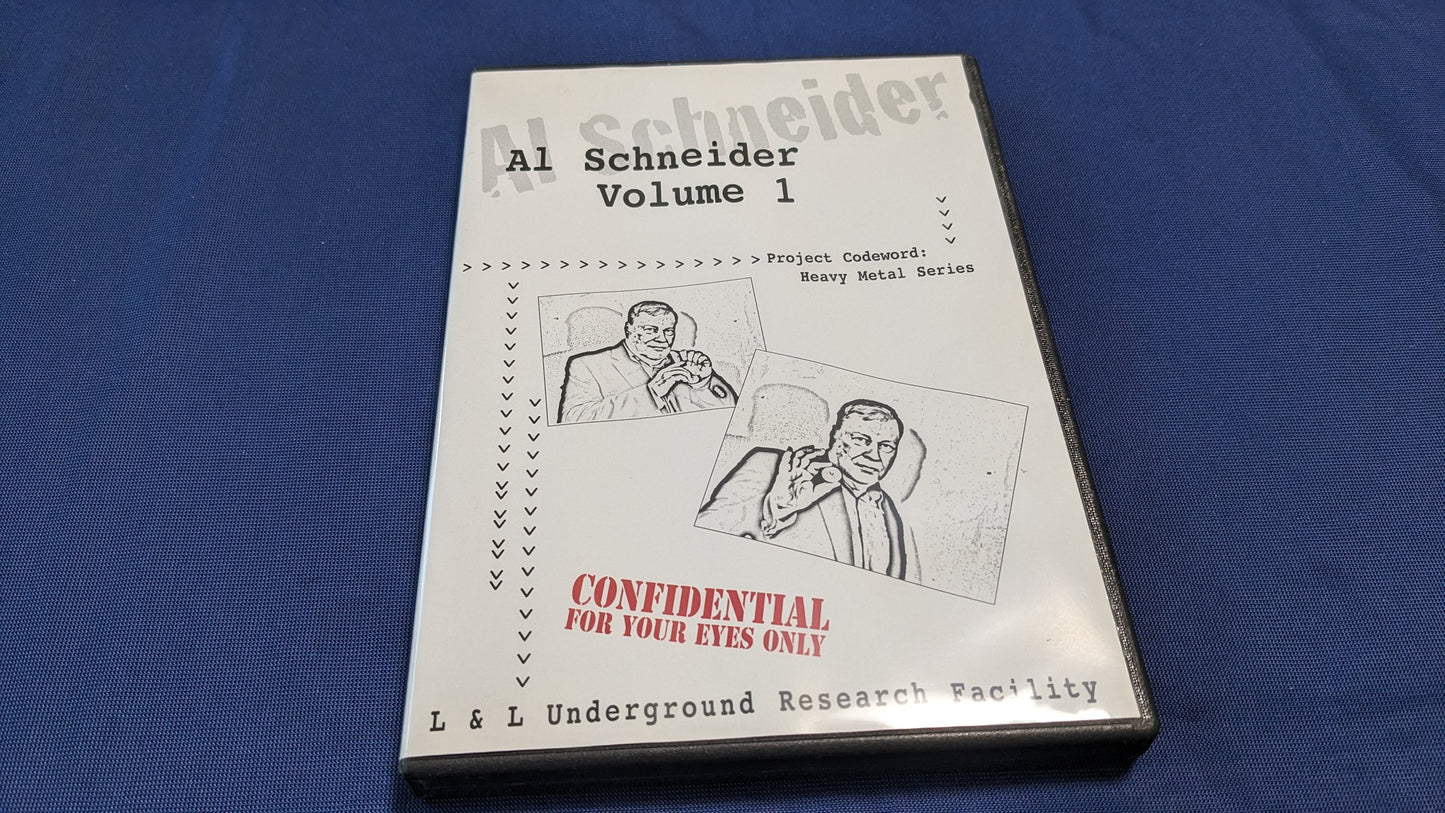 Al Schneider
Al Schneider
Volume 1
> > > > > > > > > > > > > > > > Project Codeword:
Heavy Metal Series
CONFIDENTIAL
FOR YOUR EYES ONLY
L & L Underground Research Facility